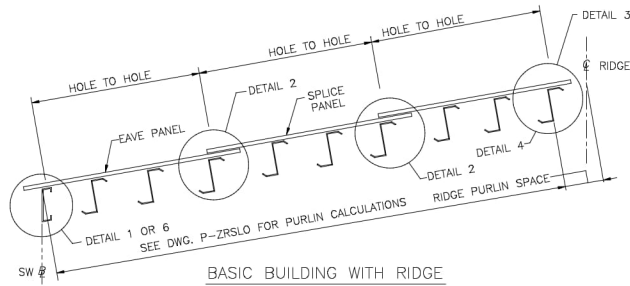 DETAIL 3
HOLE TO HOLE
HOLE TO HOLE
HOLE TO HOLE
℄ RIDGE
DETAIL 2
SPLICE
PANEL
EAVE PANEL
DETAIL 4
DETAIL 2
RIDGE PURLIN SPACE
DETAIL 1 OR 6
SEE DWG. P-ZRSLO FOR PURLIN CALCULATIONS
SW
BASIC BUILDING WITH RIDGE